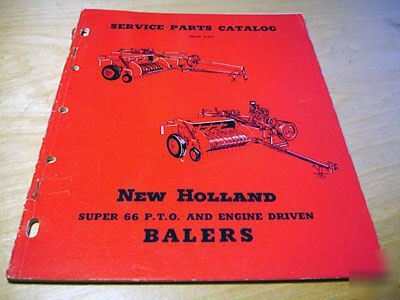 SERVICE PARTS CATALOG
NEW HOLLAND
SUPER 66 P.T.O. AND ENGINE DRIVEN
BALERS